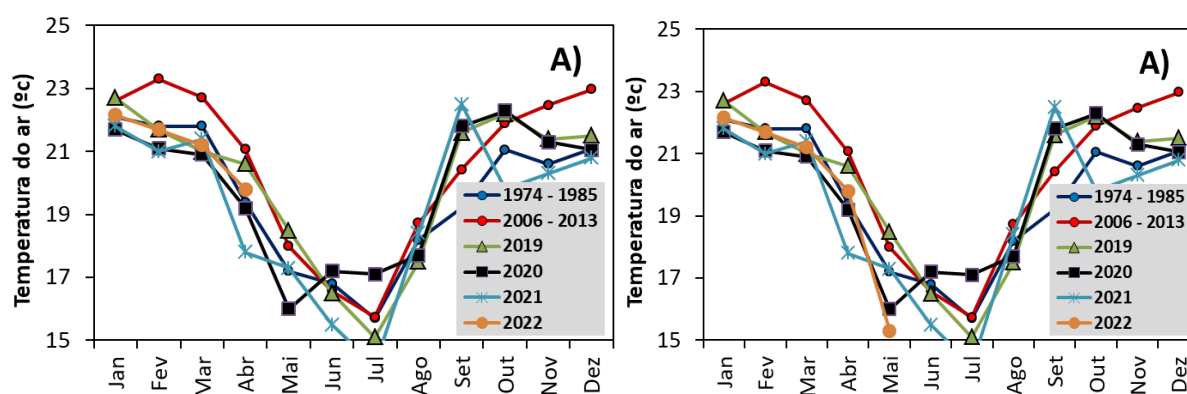 A)
Temperatura do ar (ºc)
25
23
21
19
17
15
1974 - 1985
2006 - 2013
2019
2020
2021
2022
Jan
Fev
Mar
Abr
Mai
Jun
Jul
Ago
Set
Out
Nov
Dez
A)
Temperatura do ar (ºc)
25
23
21
19
17
15
1974 - 1985
2006 - 2013
2019
2020
2021
2022
Jan
Fev
Mar
Abr
Mai
Jun
Jul
Ago
Set
Out
Nov
Dez